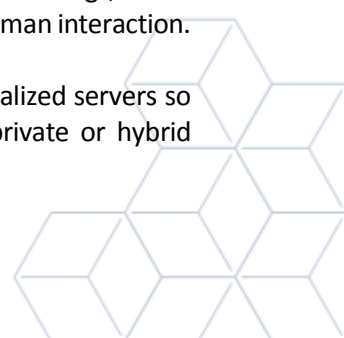 man interaction.
alized servers so
private or hybrid